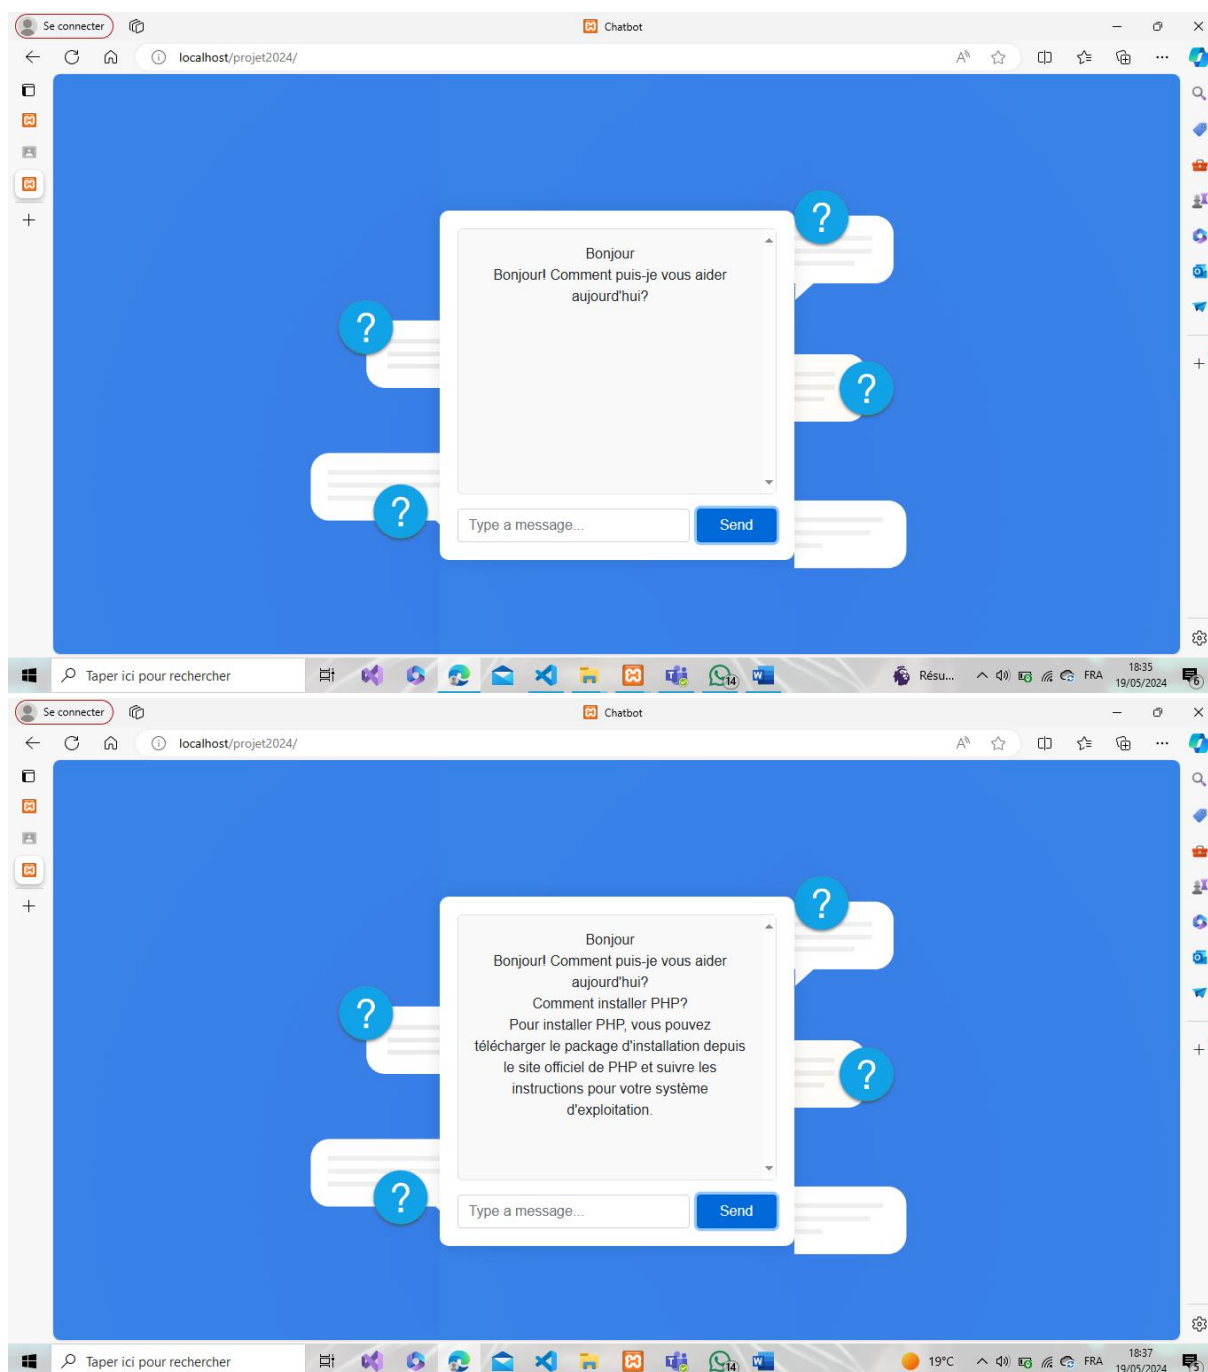 Se connecter
Chatbot
localhost/projet2024/
?
Bonjour
Bonjour! Comment puis-je vous aider
aujourd'hui?
?
?
?
Type a message...
Send
Taper ici pour rechercher
14
Résu...
FRA
18:35
19/05/2024
6
Se connecter
Chatbot
localhost/projet2024/
?
Bonjour
Bonjour! Comment puis-je vous aider
aujourd'hui?
Comment installer PHP?
Pour installer PHP, vous pouvez
télécharger le package d'installation depuis
le site officiel de PHP et suivre les
instructions pour votre système
d'exploitation.
?
?
?
Type a message...
Send
Taper ici pour rechercher
14
19°C
FRA
18:37
19/05/2024
5